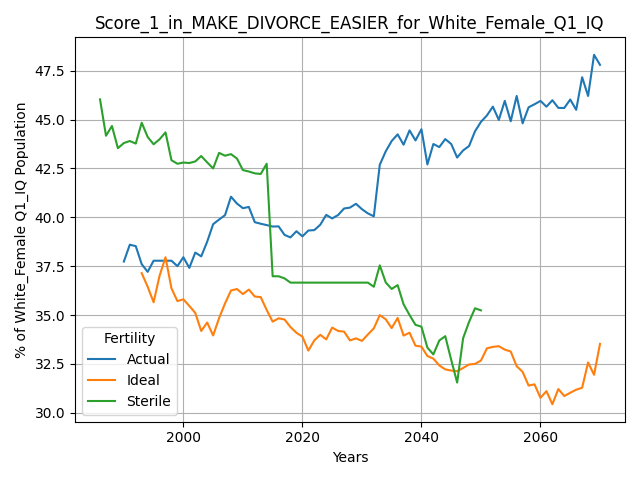 Score_1_in_MAKE_DIVORCE_EASIER_for_White_Female_Q1_IQ
% of White_Female Q1_IQ Population
47.5
45.0
42.5
40.0
37.5
35.0
32.5
30.0
Fertility
Actual
Ideal
Sterile
2000
2020
2040
2060
Years